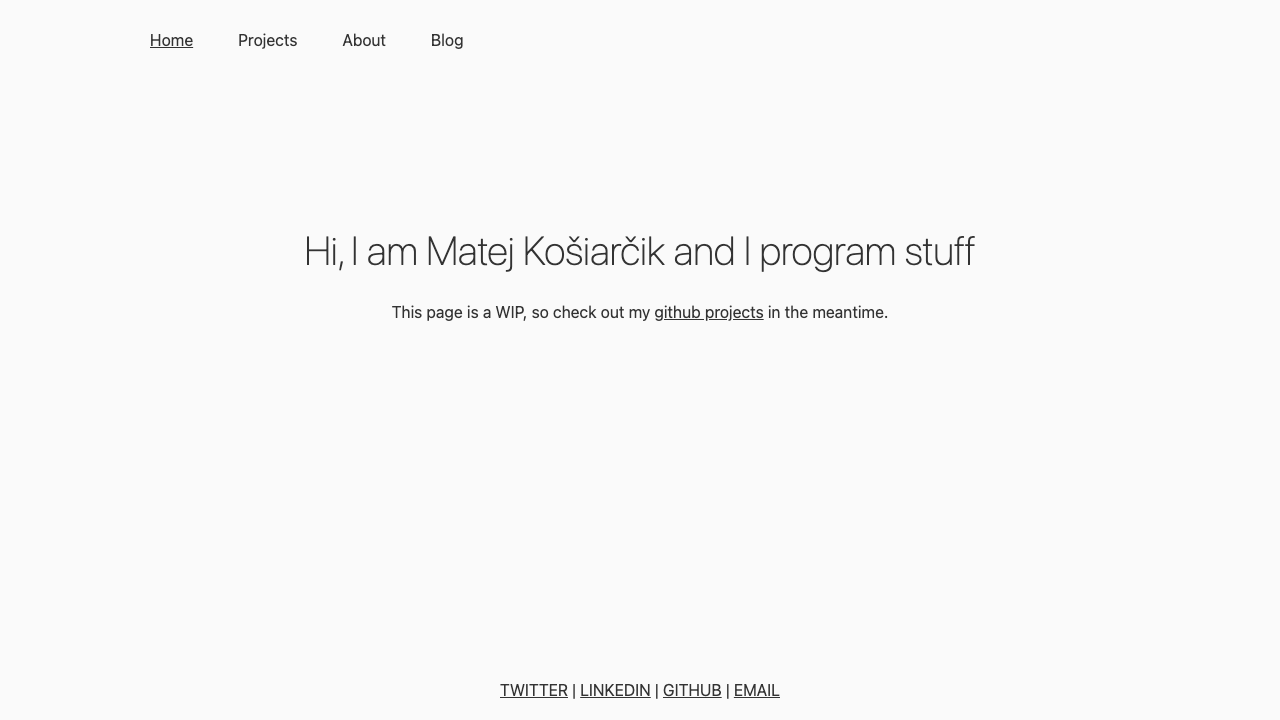 Home Projects About Blog
Hi, I am Matej Košiarčik and I program stuff
This page is a WIP, so check out my github projects in the meantime.
TWITTER | LINKEDIN | GITHUB | EMAIL